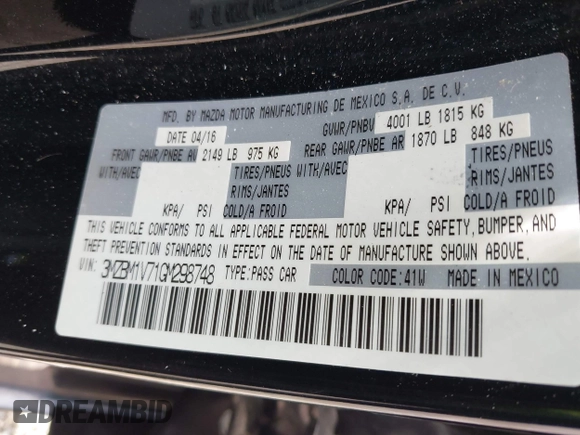 MFD. BY MAZDA MOTOR MANUFACTURING DE MEXICO S.A. DE C.V.
DATE 04/16 GVWR/PNBV 4001 LB 1815 KG
FRONT GAWR/PNBE AV 2149 LB 975 KG REAR GAWR/PNBE AR 1870 LB 848 KG
WITH/AVEC TIRES/PNEUS WITH/AVEC TIRES/PNEUS
RIMS/JANTES RIMS/JANTES
KPA/ PSI COLD/A FROID KPA/ PSI COLD/A FROID
THIS VEHICLE CONFORMS TO ALL APPLICABLE FEDERAL MOTOR VEHICLE SAFETY, BUMPER, AND
THEFT PREVENTION STANDARDS IN EFFECT ON THE DATE OF MANUFACTURE SHOWN ABOVE.
VIN: 3MZBM1V71GM298748 TYPE:PASS CAR COLOR CODE:41W MADE IN MEXICO
DREAMBID